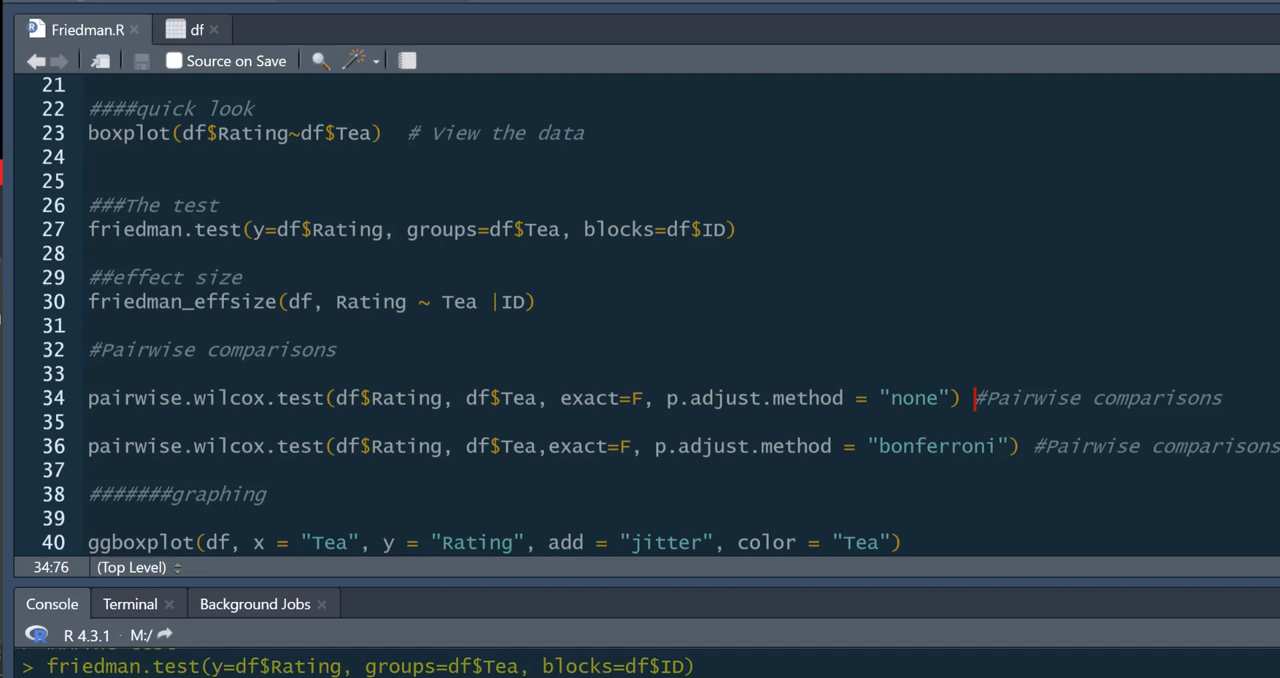 Friedman.R
df
Source on Save
21
22 ####quick look
23 boxplot(df$Rating~df$Tea)  # View the data
24
25
26 ###The test
27 friedman.test(y=df$Rating, groups=df$Tea, blocks=df$ID)
28
29 ##effect size
30 friedman_effsize(df, Rating ~ Tea |ID)
31
32 #Pairwise comparisons
33
34 pairwise.wilcox.test(df$Rating, df$Tea, exact=F, p.adjust.method = "none") #Pairwise comparisons
35
36 pairwise.wilcox.test(df$Rating, df$Tea,exact=F, p.adjust.method = "bonferroni") #Pairwise comparisons
37
38 #######graphing
39
40 ggboxplot(df, x = "Tea", y = "Rating", add = "jitter", color = "Tea")
34:76 (Top Level)
Console Terminal Background Jobs
R 4.3.1 · M:/
> friedman.test(y=df$Rating, groups=df$Tea, blocks=df$ID)